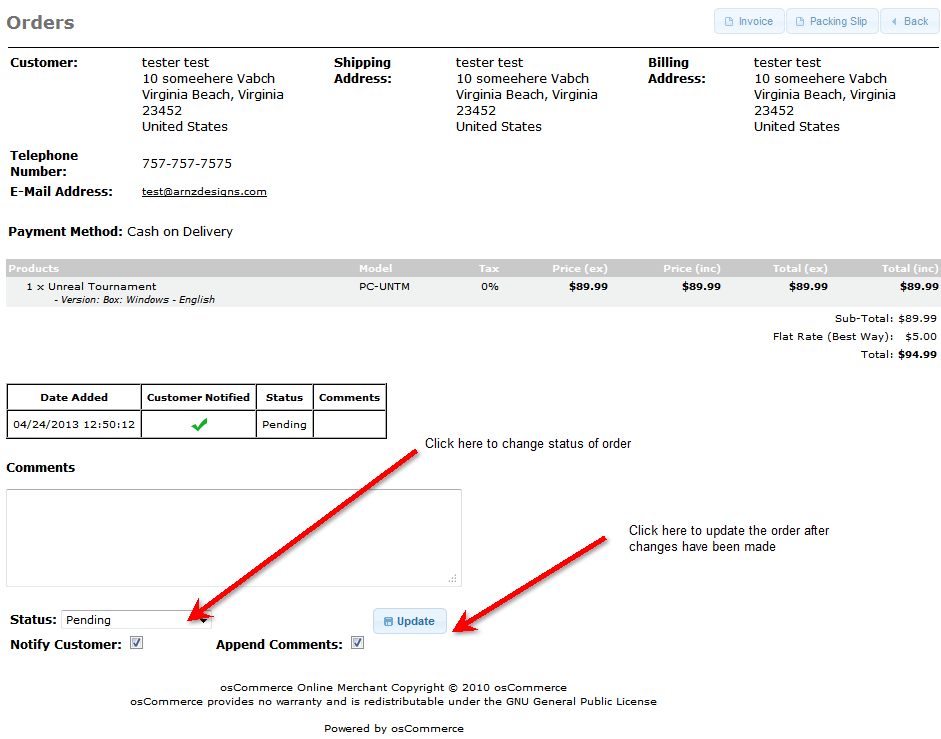 Orders
Invoice Packing Slip Back
Customer: tester test Shipping tester test Billing tester test
10 someehere Vabch Address: 10 someehere Vabch Address: 10 someehere Vabch
Virginia Beach, Virginia Virginia Beach, Virginia Virginia Beach, Virginia
23452 23452 23452
United States United States United States
Telephone
Number: 757-757-7575
E-Mail Address: test@arnzdesigns.com
Payment Method: Cash on Delivery
Products Model Tax Price (ex) Price (inc) Total (ex) Total (inc)
1 x Unreal Tournament PC-UNTM 0% $89.99 $89.99 $89.99 $89.99
- Version: Box: Windows - English
Sub-Total: $89.99
Flat Rate (Best Way): $5.00
Total: $94.99
Date Added Customer Notified Status Comments
04/24/2013 12:50:12 Pending
Click here to change status of order
Comments
Click here to update the order after
changes have been made
Status: Pending Update
Notify Customer: Append Comments:
osCommerce Online Merchant Copyright © 2010 osCommerce
osCommerce provides no warranty and is redistributable under the GNU General Public License
Powered by osCommerce